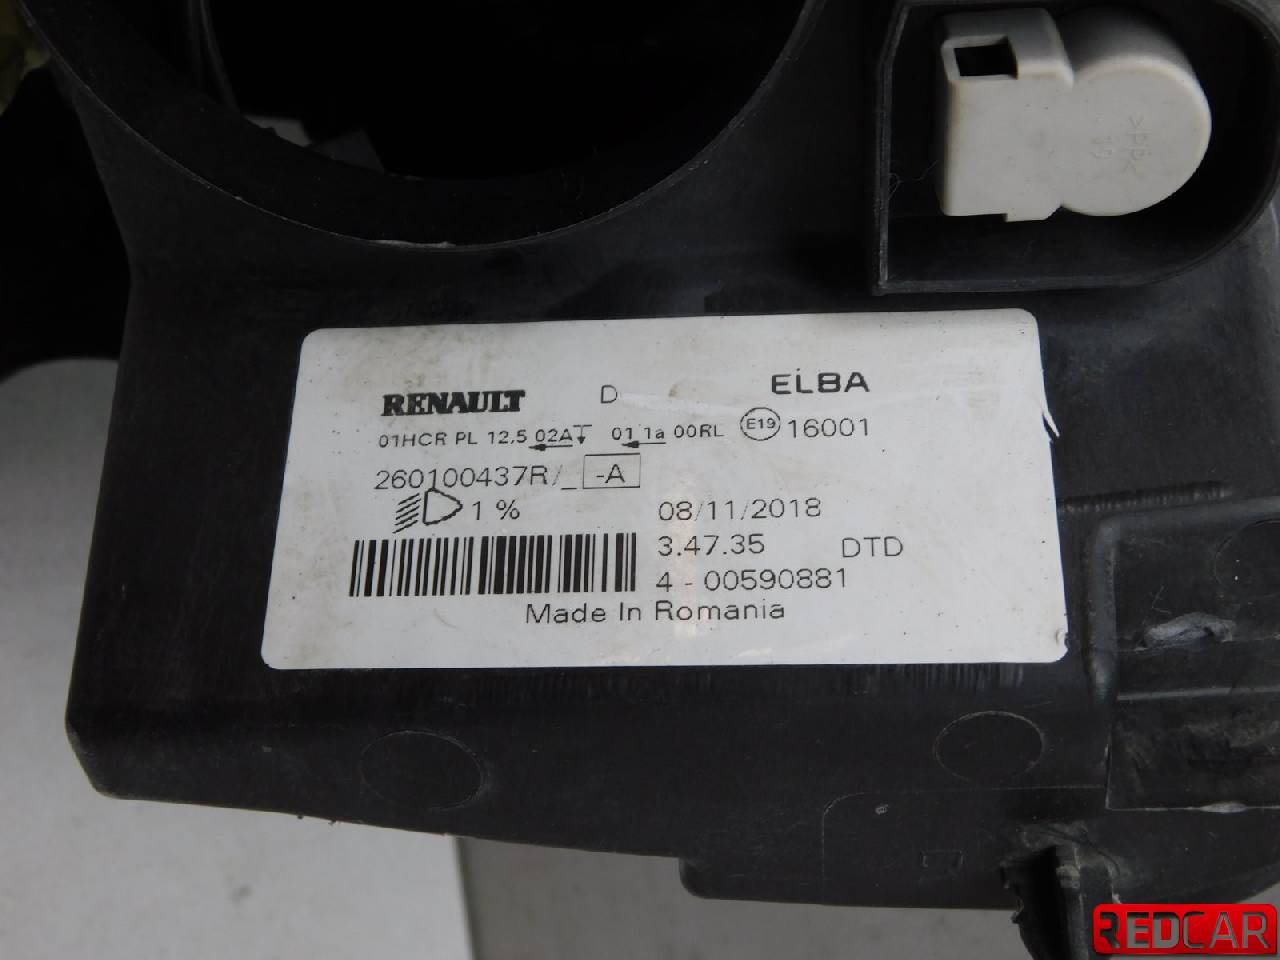 RENAULT D ELBA
01HCR PL 12.5 02A 01 1a 00RL E19 16001
260100437R/_ -A
1 % 08/11/2018
3.47.35 DTD
4 - 00590881
Made In Romania
REDCAR